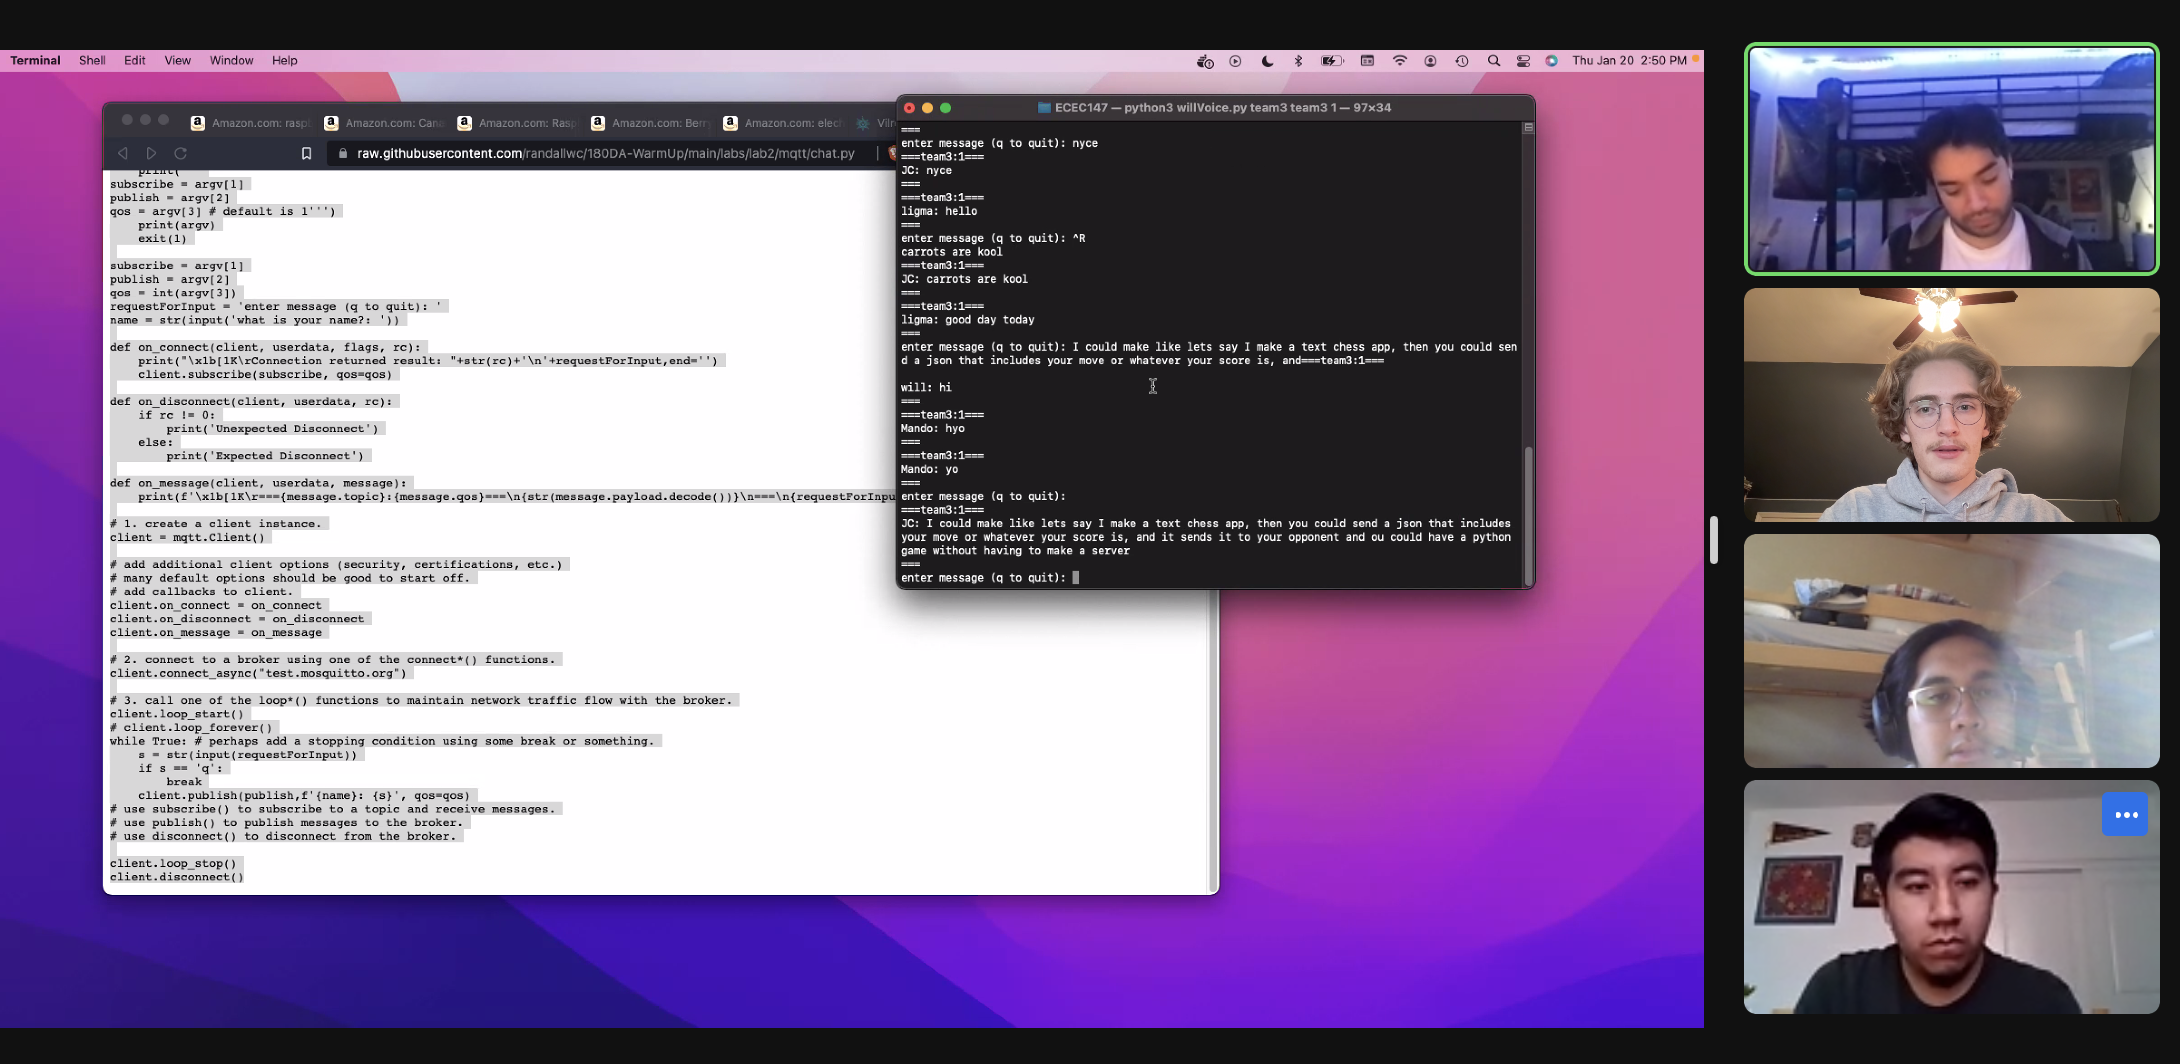 Terminal Shell Edit View Window Help
Thu Jan 20 2:50 PM
Amazon.com: raspb Amazon.com: Cana Amazon.com: Rasp Amazon.com: Berr Amazon.com: elect Vilro
raw.githubusercontent.com/randallwc/180DA-WarmUp/main/labs/lab2/mqtt/chat.py
print('''
subscribe = argv[1]
publish = argv[2]
qos = argv[3] # default is 1''')
print(argv)
exit(1)
subscribe = argv[1]
publish = argv[2]
qos = int(argv[3])
requestForInput = 'enter message (q to quit): '
name = str(input('what is your name?: '))
def on_connect(client, userdata, flags, rc):
print("\x1b[1K\rConnection returned result: "+str(rc)+'\n'+requestForInput,end='')
client.subscribe(subscribe, qos=qos)
def on_disconnect(client, userdata, rc):
if rc != 0:
print('Unexpected Disconnect')
else:
print('Expected Disconnect')
def on_message(client, userdata, message):
print(f'\x1b[1K\r==={message.topic}:{message.qos}===\n{str(message.payload.decode())}\n===\n{requestForInpu
# 1. create a client instance.
client = mqtt.Client()
# add additional client options (security, certifications, etc.)
# many default options should be good to start off.
# add callbacks to client.
client.on_connect = on_connect
client.on_disconnect = on_disconnect
client.on_message = on_message
# 2. connect to a broker using one of the connect*() functions.
client.connect_async("test.mosquitto.org")
# 3. call one of the loop*() functions to maintain network traffic flow with the broker.
client.loop_start()
# client.loop_forever()
while True: # perhaps add a stopping condition using some break or something.
s = str(input(requestForInput))
if s == 'q':
break
client.publish(publish,f'{name}: {s}', qos=qos)
# use subscribe() to subscribe to a topic and receive messages.
# use publish() to publish messages to the broker.
# use disconnect() to disconnect from the broker.
client.loop_stop()
client.disconnect()
ECEC147 — python3 willVoice.py team3 team3 1 — 97×34
===
enter message (q to quit): nyce
===team3:1===
JC: nyce
===
===team3:1===
ligma: hello
===
enter message (q to quit): ^R
carrots are kool
===team3:1===
JC: carrots are kool
===
===team3:1===
ligma: good day today
===
enter message (q to quit): I could make like lets say I make a text chess app, then you could sen
d a json that includes your move or whatever your score is, and===team3:1===
will: hi
===
===team3:1===
Mando: hyo
===
===team3:1===
Mando: yo
===
enter message (q to quit):
===team3:1===
JC: I could make like lets say I make a text chess app, then you could send a json that includes
your move or whatever your score is, and it sends it to your opponent and ou could have a python
game without having to make a server
===
enter message (q to quit):